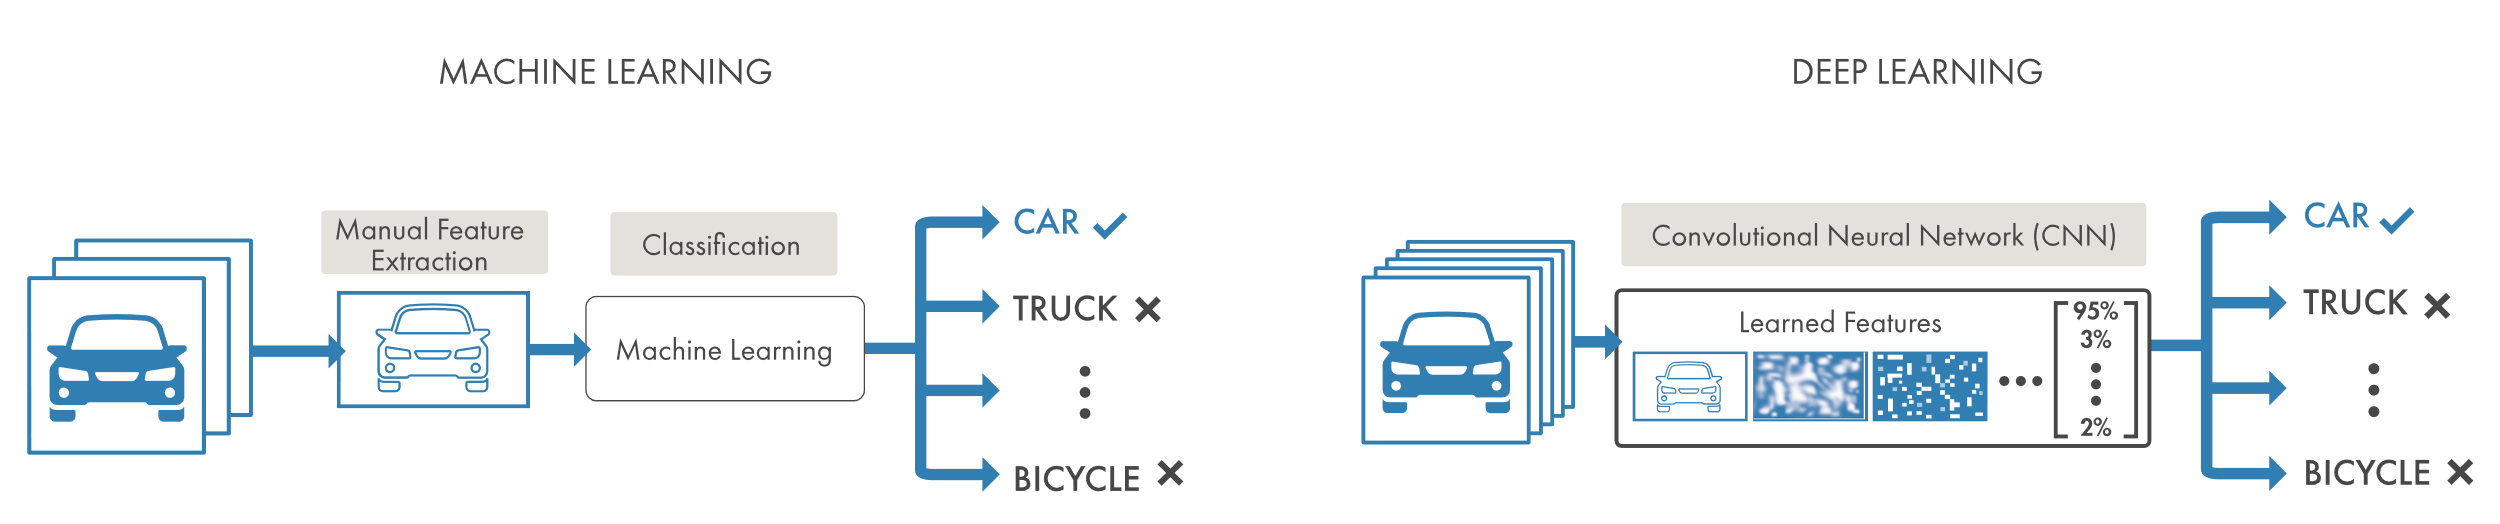 MACHINE LEARNING
Manual Feature
Extraction
Classification
Machine Learning
CAR
TRUCK
BICYCLE
DEEP LEARNING
Convolutional Neural Network (CNN)
Learned Features
95%
3%
2%
CAR
TRUCK
BICYCLE